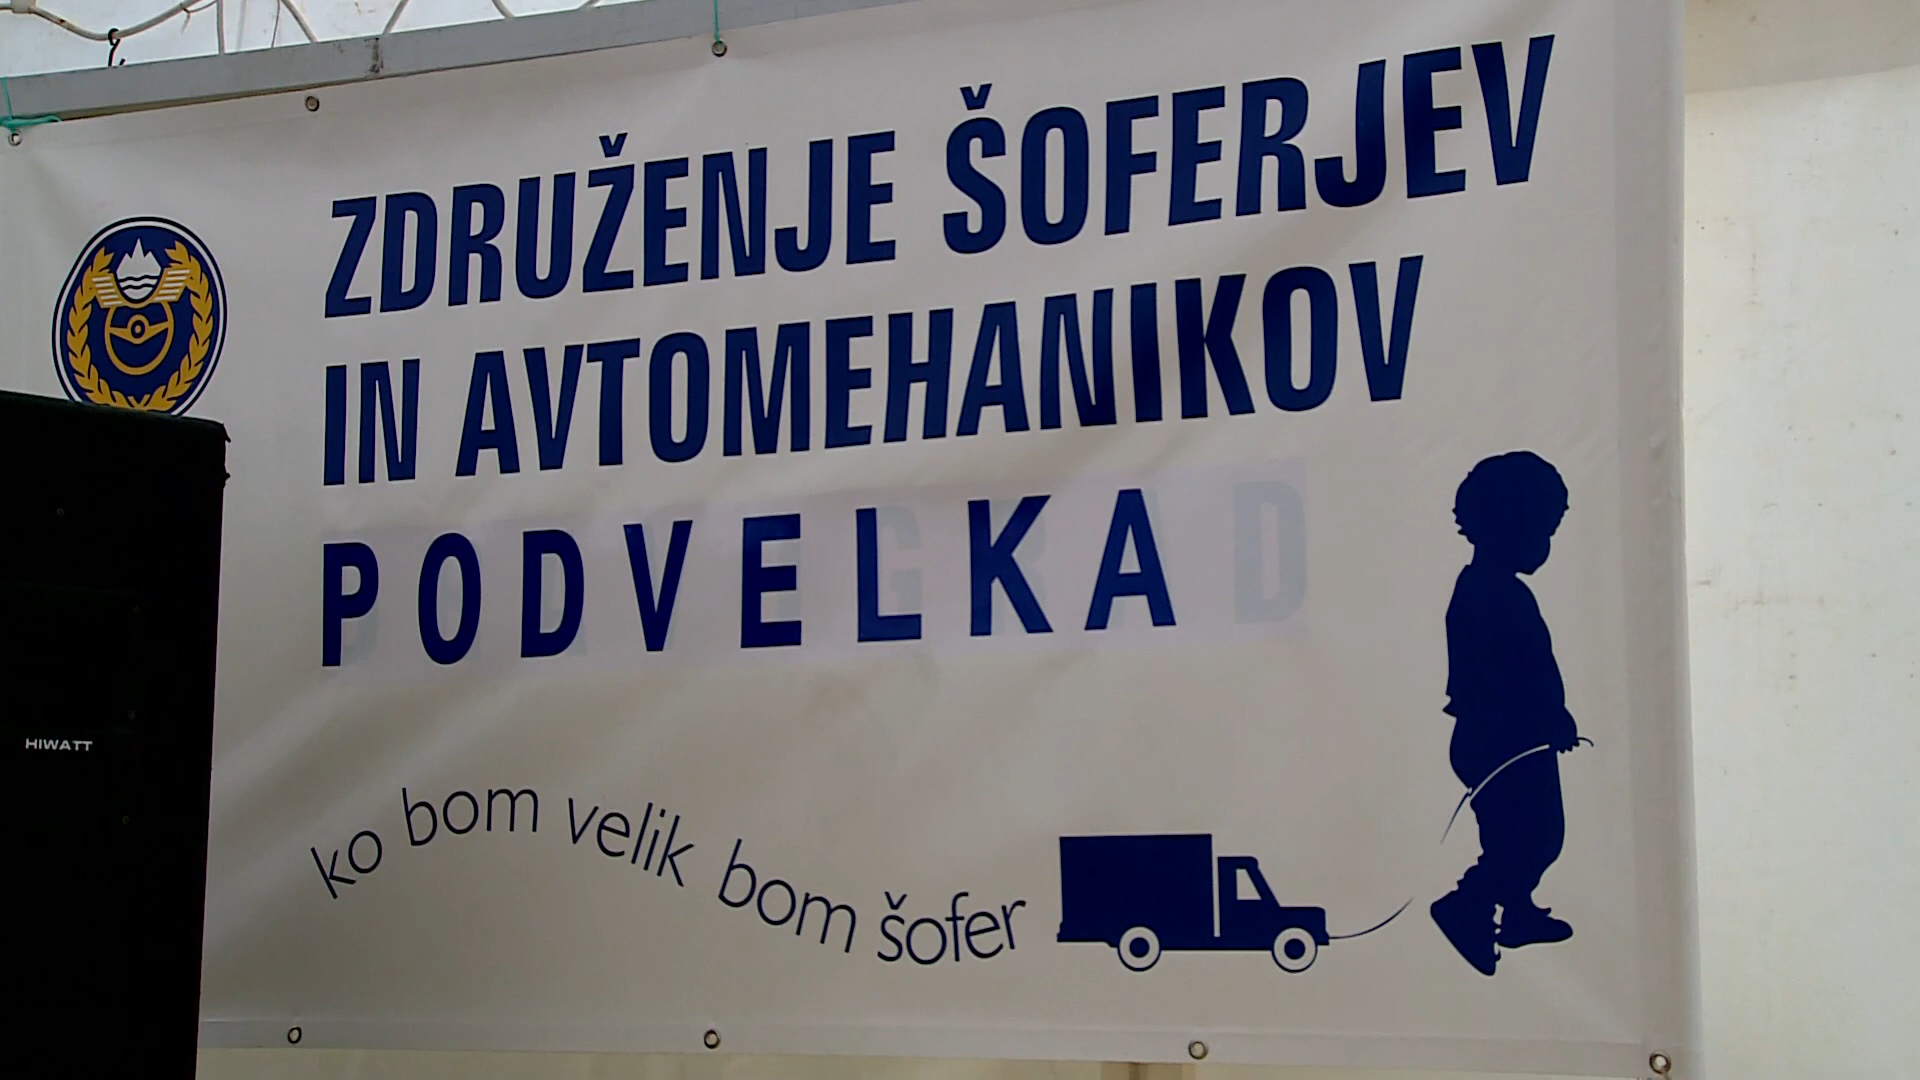 ZDRUŽENJE ŠOFERJEV
IN AVTOMEHANIKOV
PODVELKA
ko bom velik bom šofer
HIWATT